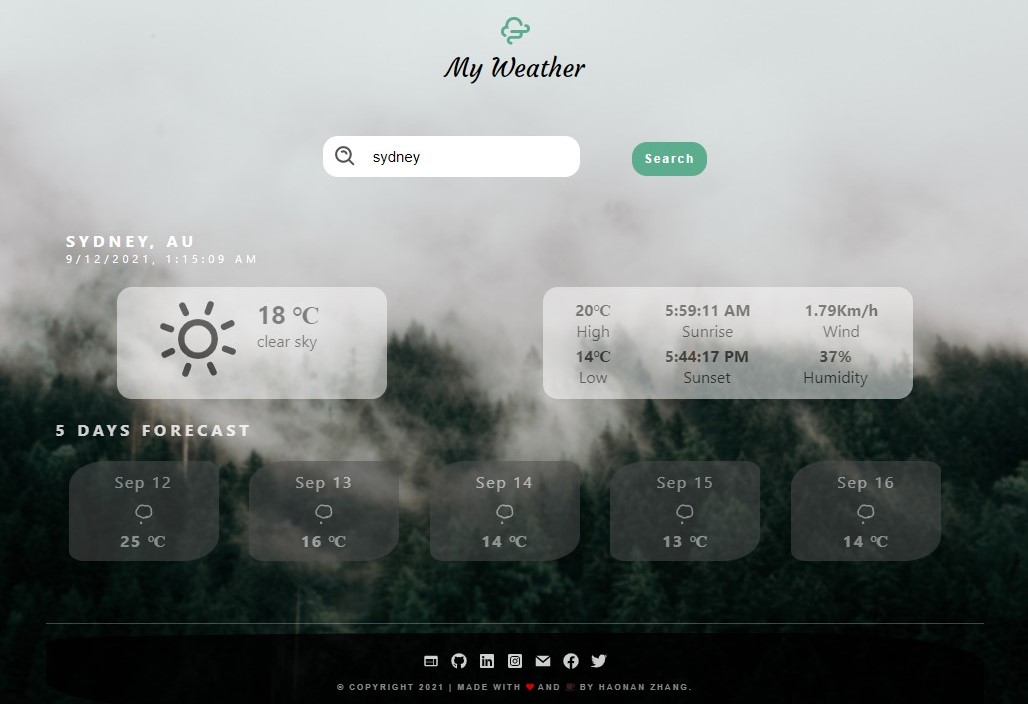 My Weather
sydney
Search
SYDNEY, AU
9/12/2021, 1:15:09 AM
18 °C
clear sky
20°C 5:59:11 AM 1.79Km/h
High Sunrise Wind
14°C 5:44:17 PM 37%
Low Sunset Humidity
5 DAYS FORECAST
Sep 12 Sep 13 Sep 14 Sep 15 Sep 16
25 °C 16 °C 14 °C 13 °C 14 °C
© COPYRIGHT 2021 | MADE WITH ❤ AND ☕ BY HAONAN ZHANG.